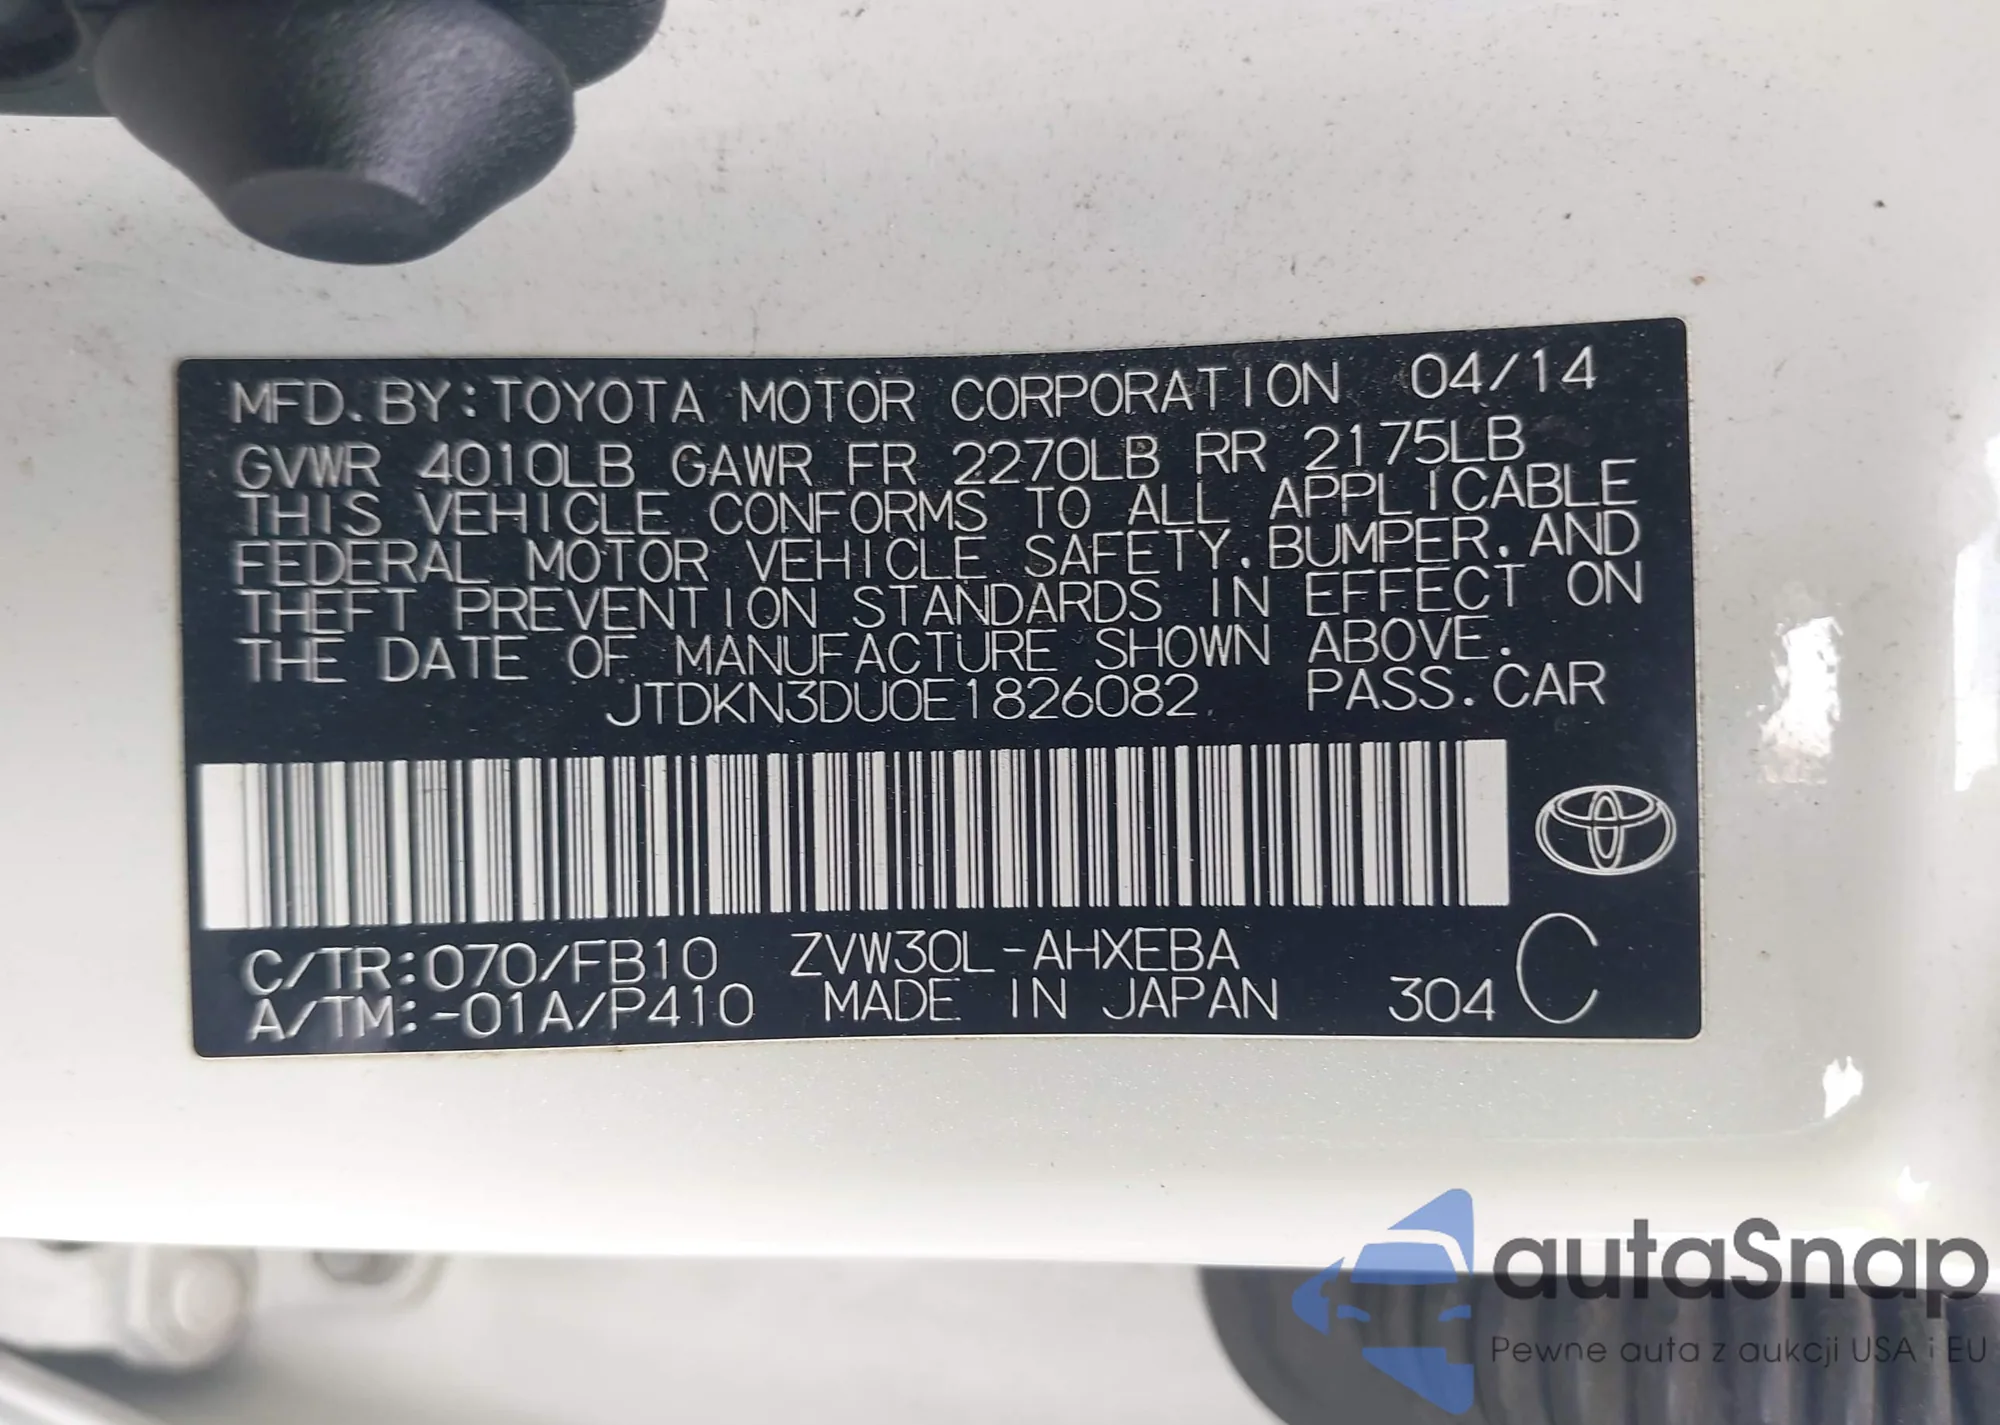 MFD. BY: TOYOTA MOTOR CORPORATION 04/14
GVWR 4010LB GAWR FR 2270LB RR 2175LB
THIS VEHICLE CONFORMS TO ALL APPLICABLE
FEDERAL MOTOR VEHICLE SAFETY. BUMPER. AND
THEFT PREVENTION STANDARDS IN EFFECT ON
THE DATE OF MANUFACTURE SHOWN ABOVE.
JTDKN3DU0E1826082 PASS. CAR
C/TR: 070/FB10 ZVW30L-AHXEBA
A/TM: -01A/P410 MADE IN JAPAN 304 C
autaSnap
Pewne auta z aukcji USA i EU